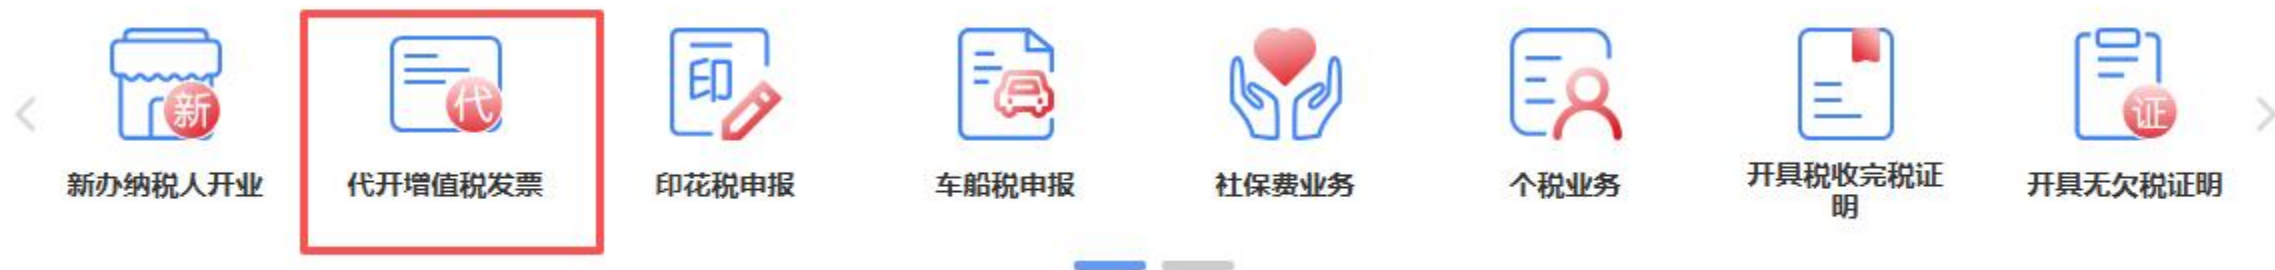 新
代
印
证
新办纳税人开业
代开增值税发票
印花税申报
车船税申报
社保费业务
个税业务
开具税收完税证
明
开具无欠税证明